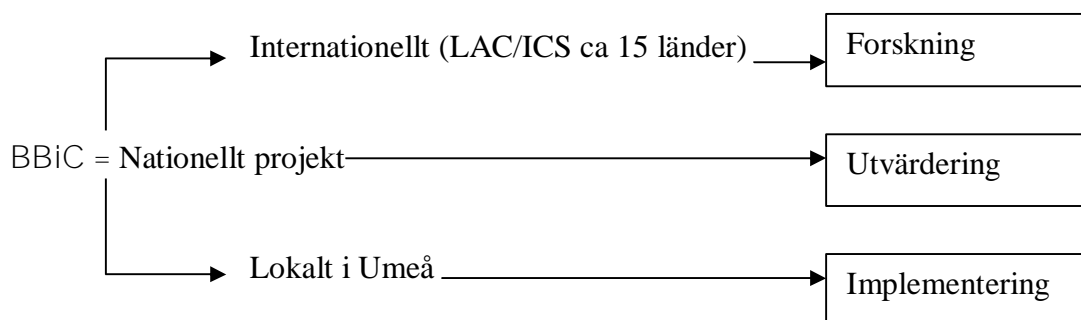 Internationellt (LAC/ICS ca 15 länder)
Forskning
BBiC = Nationellt projekt
Utvärdering
Lokalt i Umeå
Implementering